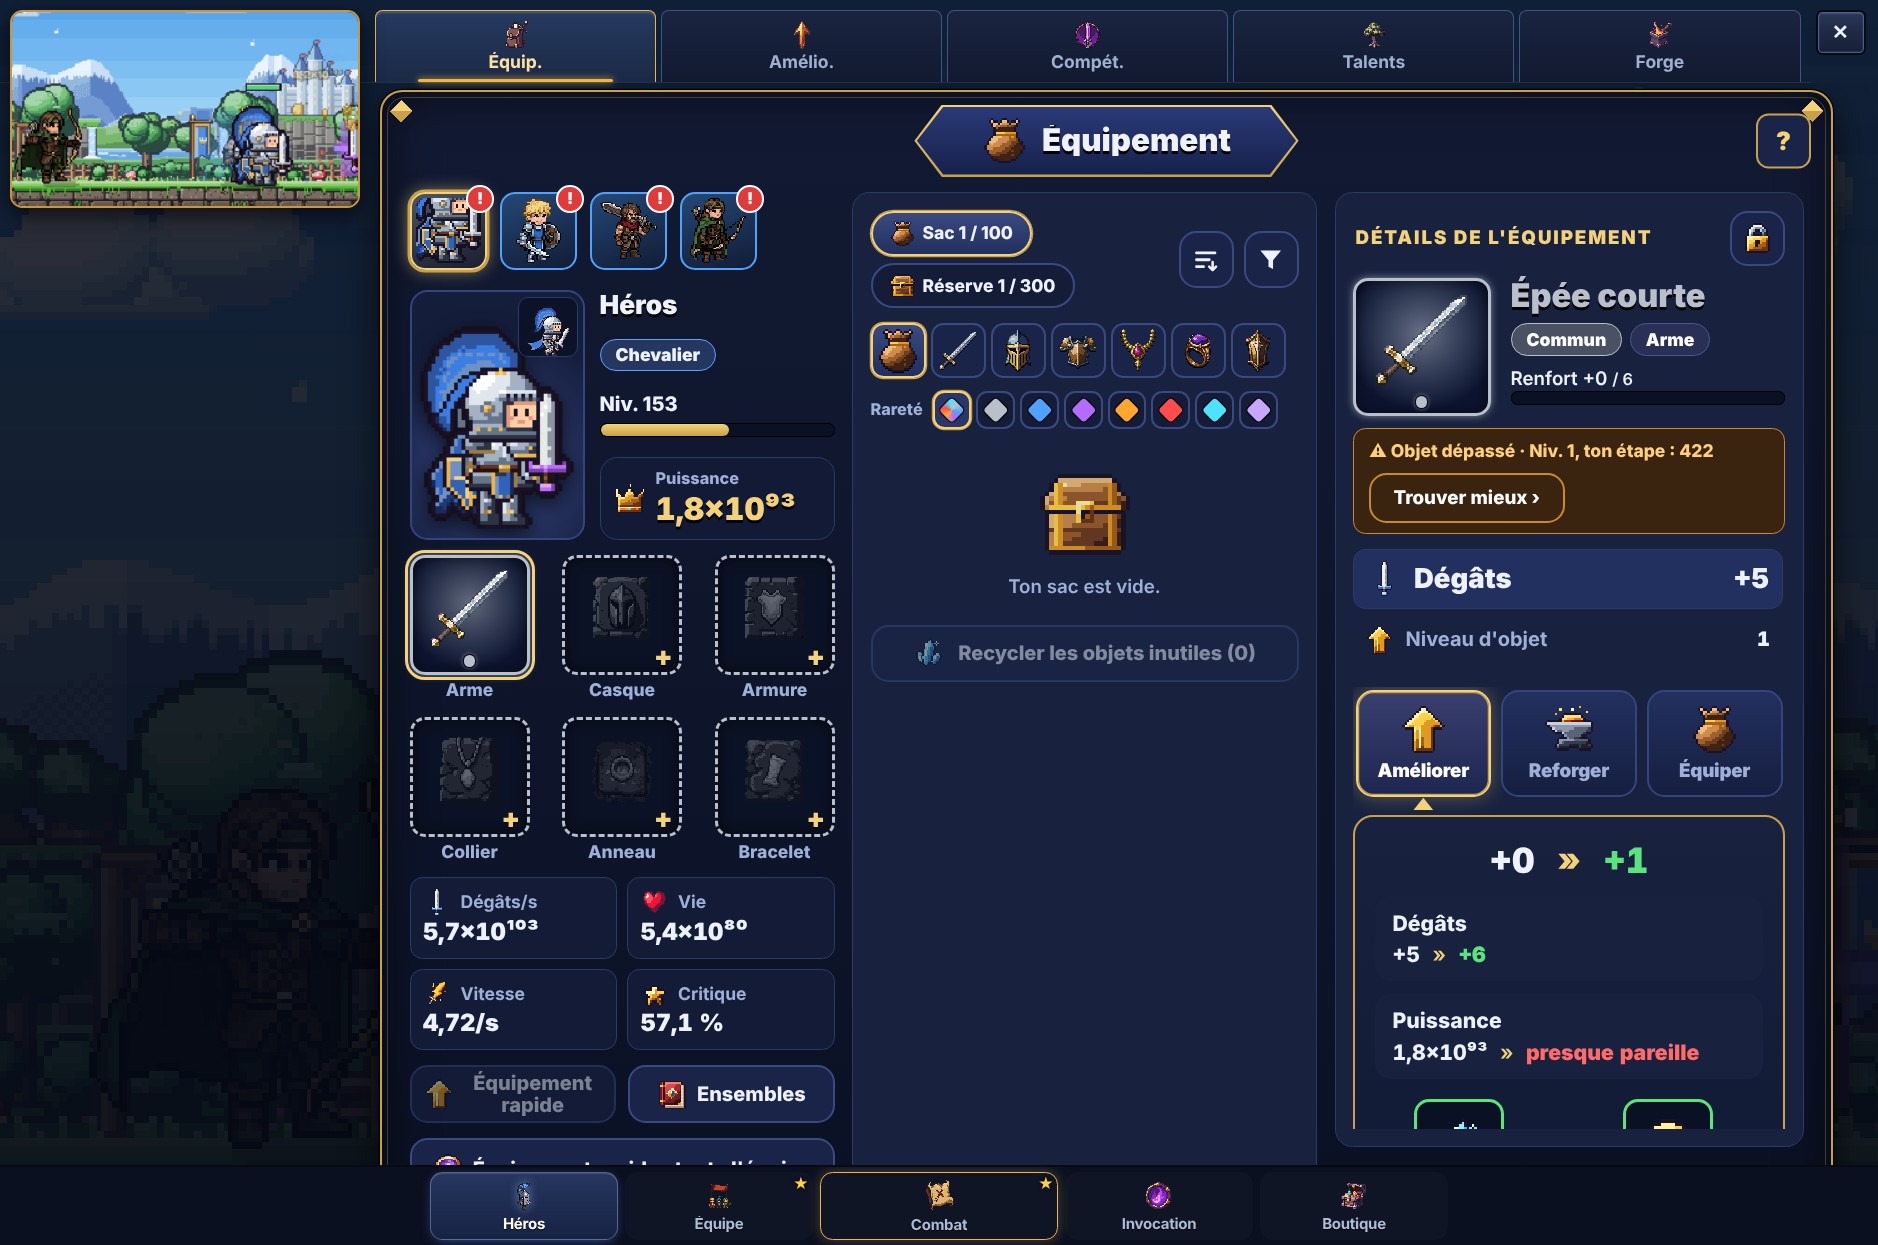 Équip.
Amélio.
Compét.
Talents
Forge
×
Équipement
?
!
!
!
!
Héros
Chevalier
Niv. 153
Puissance
1,8×10⁹³
Arme
Casque
Armure
Collier
Anneau
Bracelet
Dégâts/s
5,7×10¹⁰³
Vie
5,4×10⁸⁰
Vitesse
4,72/s
Critique
57,1 %
Équipement
rapide
Ensembles
Sac 1 / 100
Réserve 1 / 300
Rareté
Ton sac est vide.
Recycler les objets inutiles (0)
DÉTAILS DE L'ÉQUIPEMENT
Épée courte
Commun
Arme
Renfort +0 / 6
⚠ Objet dépassé · Niv. 1, ton étape : 422
Trouver mieux ›
Dégâts
+5
Niveau d'objet
1
Améliorer
Reforger
Équiper
+0 » +1
Dégâts
+5 » +6
Puissance
1,8×10⁹³ » presque pareille
Héros
Équipe
Combat
Invocation
Boutique